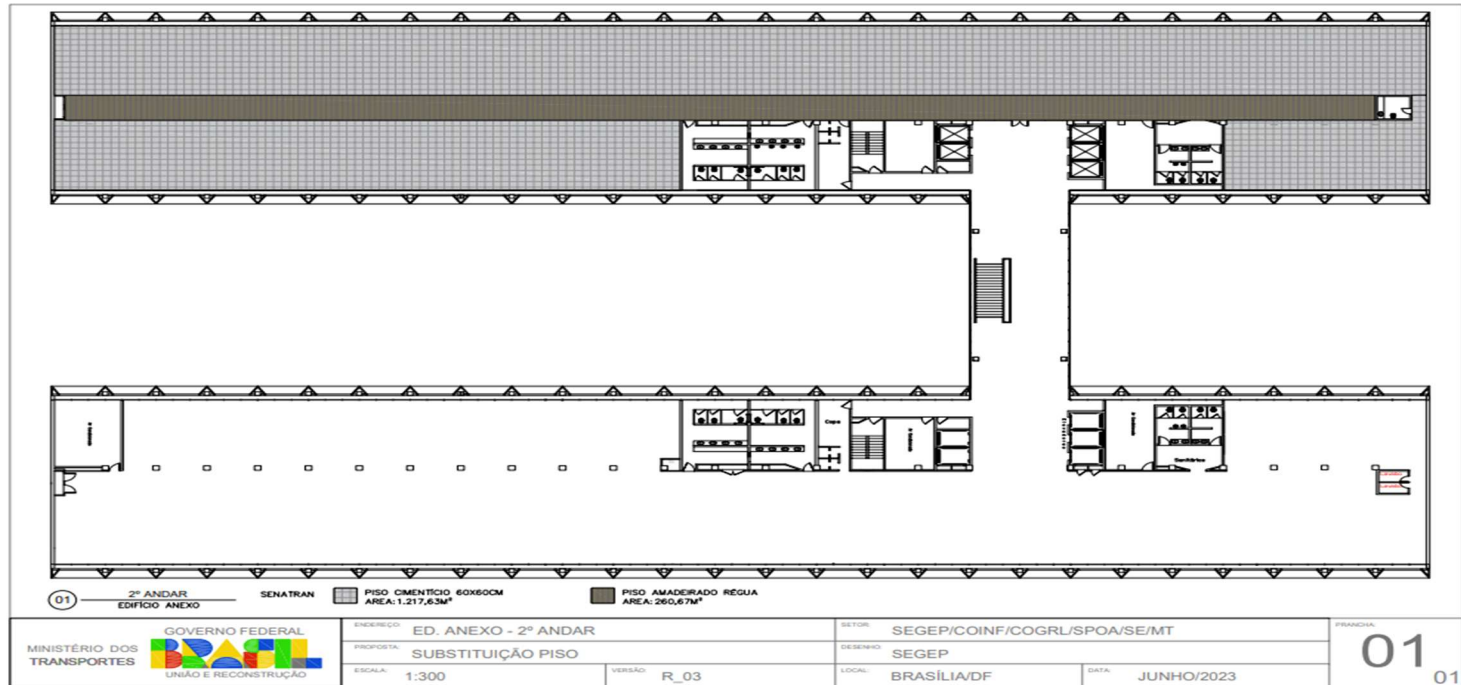 Copa
Sanitários
01
2º ANDAR
EDIFÍCIO ANEXO
SENATRAN
PISO CIMENTÍCIO 60X60CM
AREA: 1.217,63M²
PISO AMADEIRADO RÉGUA
AREA: 260,67M²
MINISTÉRIO DOS
TRANSPORTES
GOVERNO FEDERAL
BRASIL
UNIÃO E RECONSTRUÇÃO
ENDEREÇO: ED. ANEXO - 2º ANDAR
SETOR: SEGEP/COINF/COGRL/SPOA/SE/MT
PROPOSTA: SUBSTITUIÇÃO PISO
DESENHO: SEGEP
ESCALA: 1:300
VERSÃO: R_03
LOCAL: BRASÍLIA/DF
DATA: JUNHO/2023
PRANCHA:
01
01